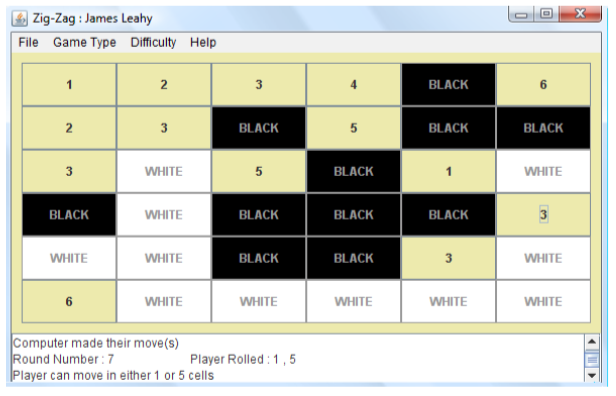 Zig-Zag : James Leahy
File Game Type Difficulty Help
1 2 3 4 BLACK 6
2 3 BLACK 5 BLACK BLACK
3 WHITE 5 BLACK 1 WHITE
BLACK WHITE BLACK BLACK BLACK 3
WHITE WHITE BLACK BLACK 3 WHITE
6 WHITE WHITE WHITE WHITE WHITE
Computer made their move(s)
Round Number : 7 Player Rolled : 1 , 5
Player can move in either 1 or 5 cells